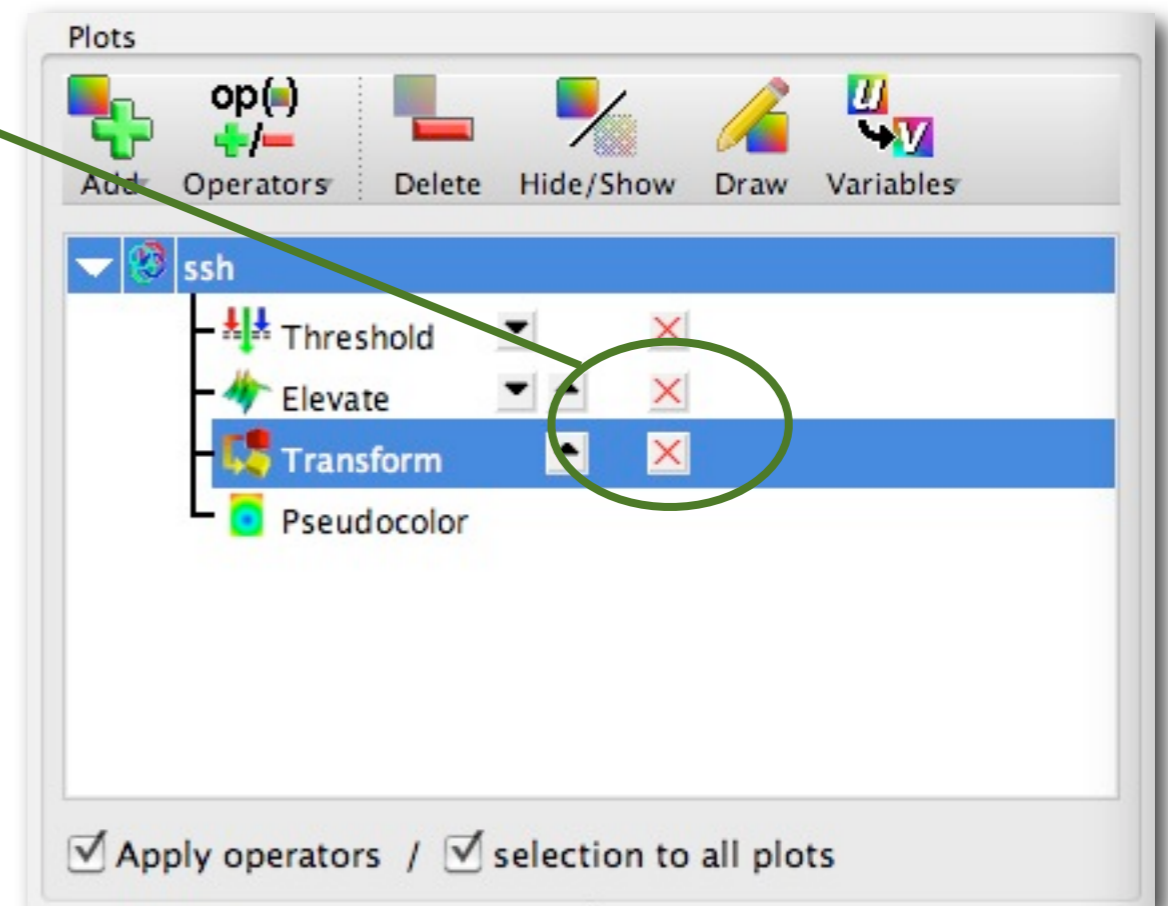 Plots
op( )
+/−
Add Operators Delete Hide/Show Draw Variables
u
v
ssh
Threshold
Elevate
Transform
Pseudocolor
Apply operators / selection to all plots